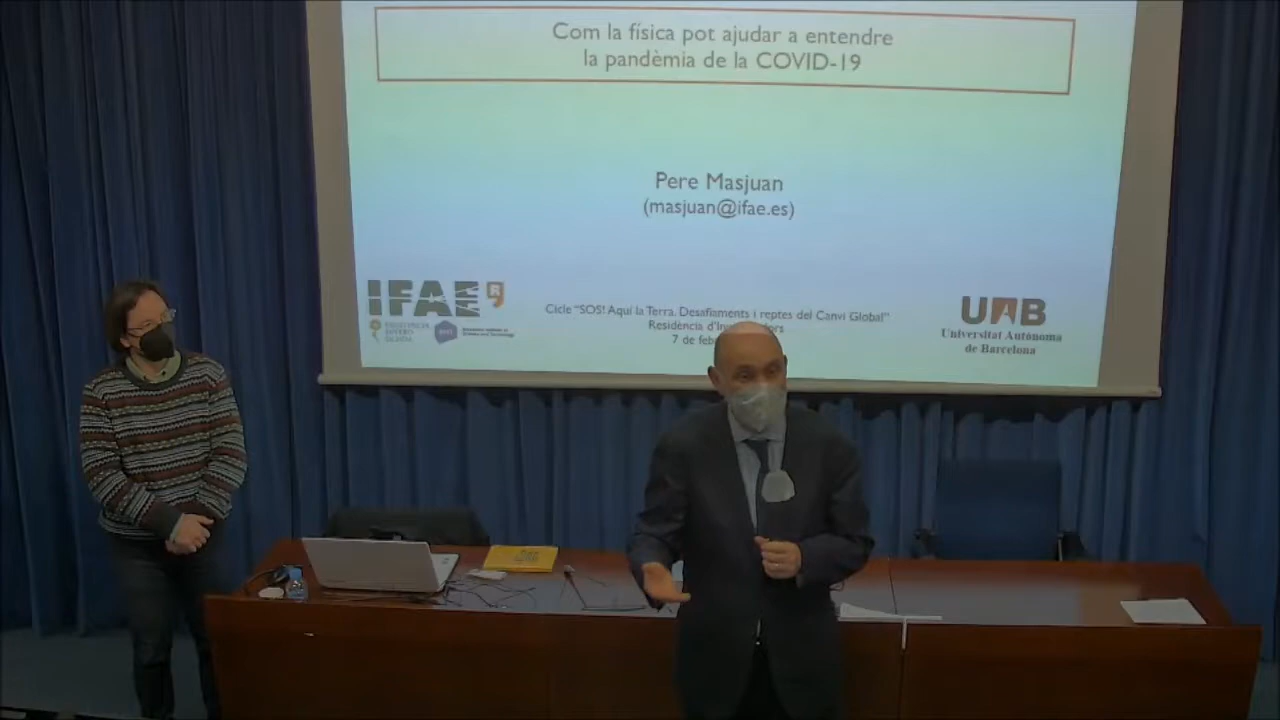 Com la física pot ajudar a entendre
la pandèmia de la COVID-19
Pere Masjuan
(masjuan@ifae.es)
IFAE
Cicle "SOS! Aquí la Terra. Desafiaments i reptes del Canvi Global"
Residència
7 de
UAB
Universitat Autònoma
de Barcelona